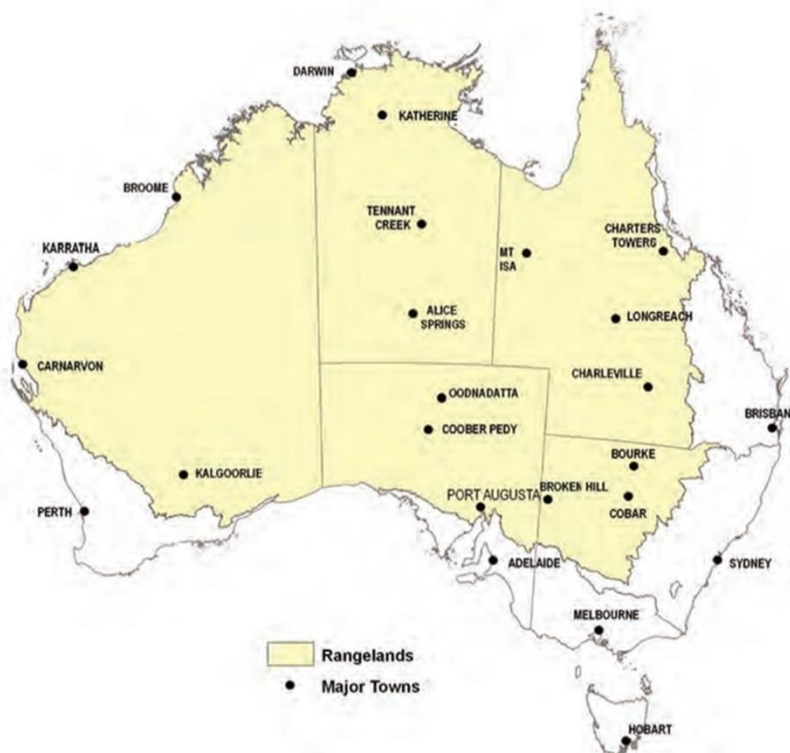 DARWIN
KATHERINE
BROOME
TENNANT
CREEK
CHARTERS
TOWERG
KARRATHA
MT
ISA
ALICE
SPRINGS
LONGREACH
CARNARVON
CHARLEVILLE
OODNADATTA
BRISBAN
COOBER PEDY
BOURKE
KALGOORLIE
BROKEN HILL
PORT AUGUSTA
COBAR
PERTH
ADELAIDE
SYDNEY
MELBOURNE
Rangelands
Major Towns
HOBART